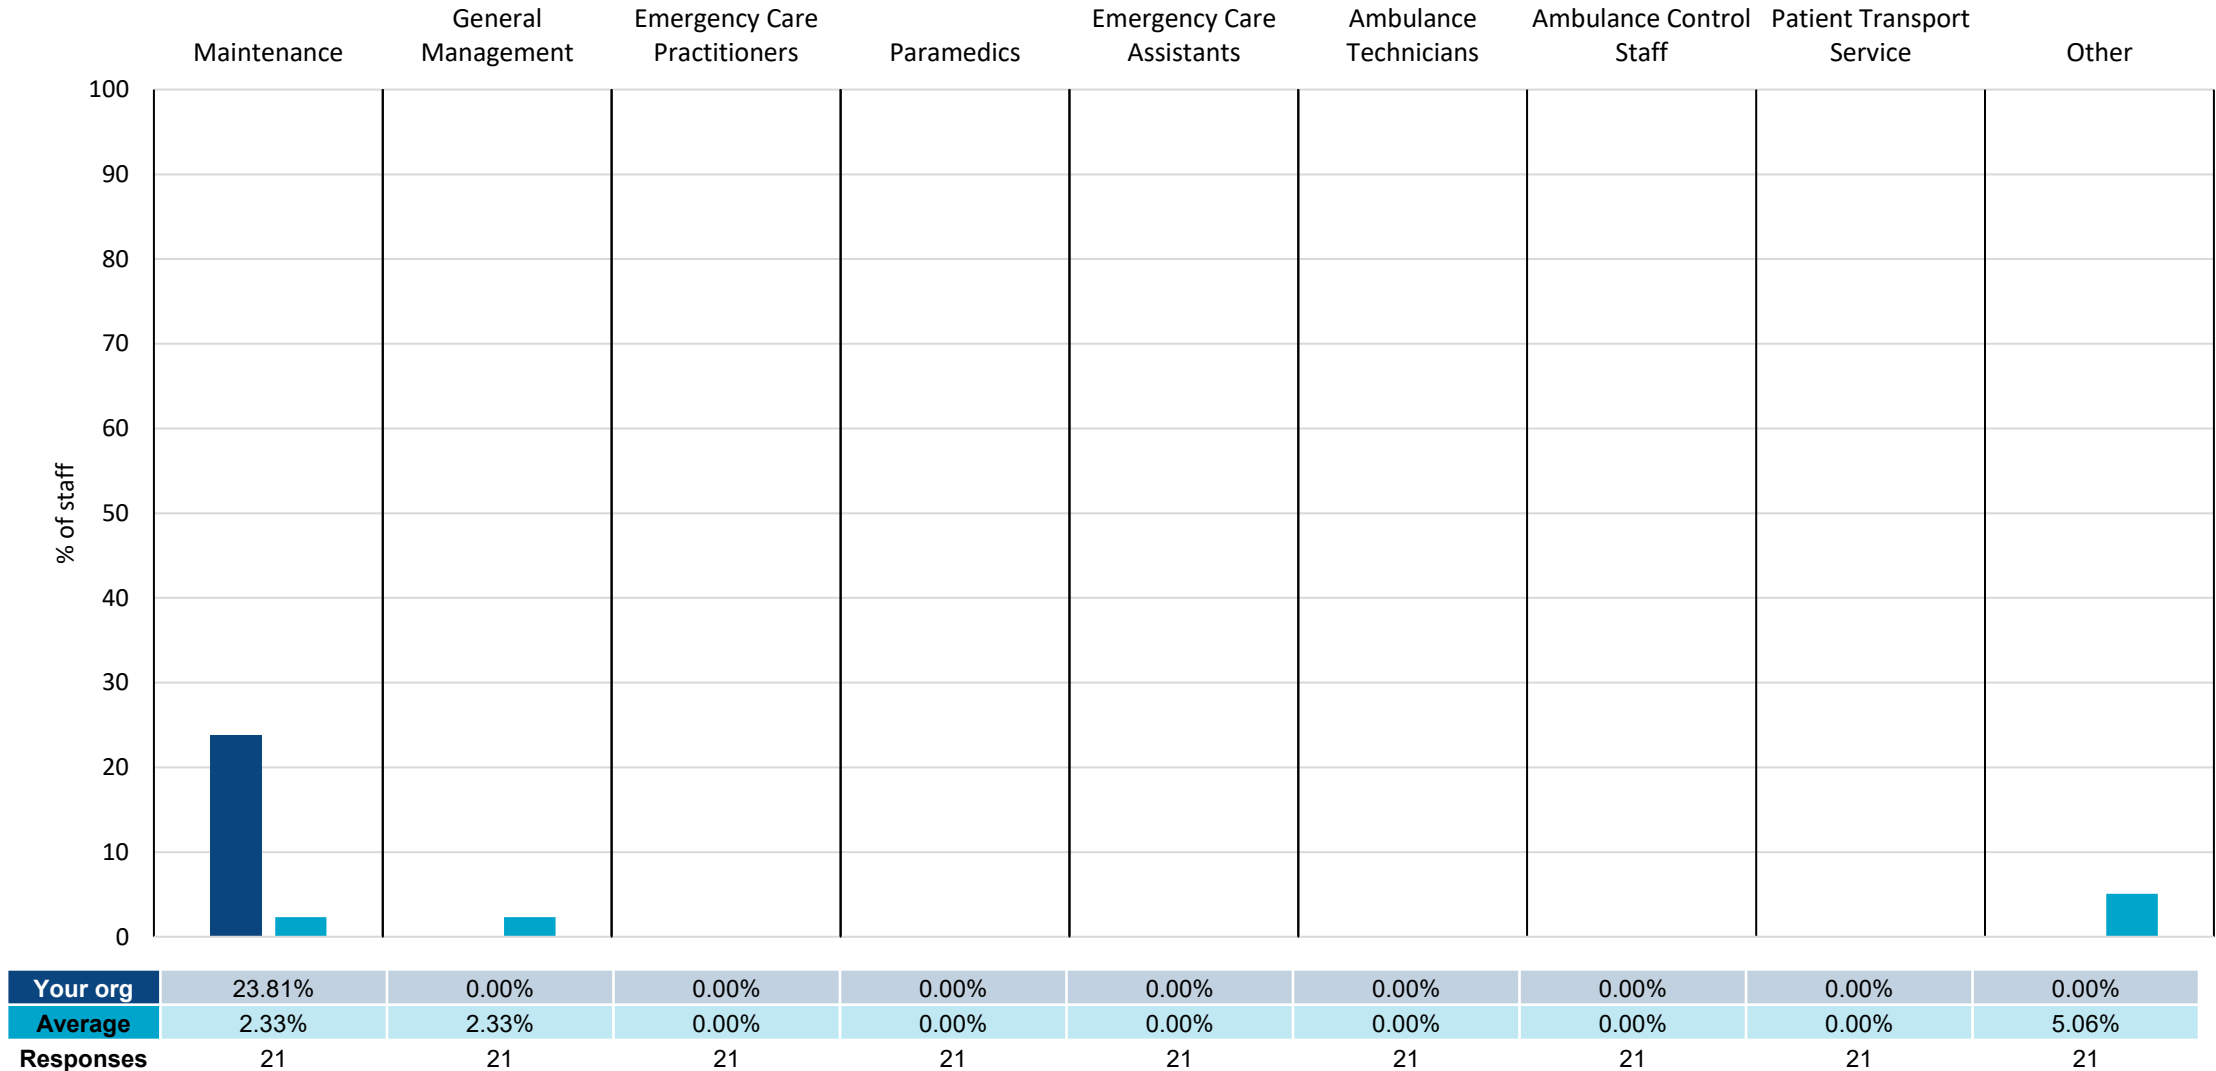 General Emergency Care Emergency Care Ambulance Ambulance Control Patient Transport
Maintenance Management Practitioners Paramedics Assistants Technicians Staff Service Other
100
90
80
70
60
50
40
30
20
10
0
% of staff
Your org 23.81% 0.00% 0.00% 0.00% 0.00% 0.00% 0.00% 0.00% 0.00%
Average 2.33% 2.33% 0.00% 0.00% 0.00% 0.00% 0.00% 0.00% 5.06%
Responses 21 21 21 21 21 21 21 21 21